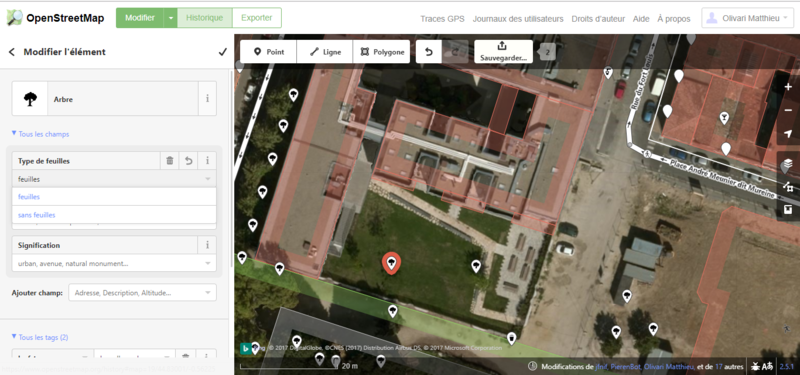 OpenStreetMap
Modifier
Historique
Exporter
Traces GPS
Journaux des utilisateurs
Droits d'auteur
Aide
À propos
Olivari Matthieu
Modifier l'élément
Point
Ligne
Polygone
Sauvegarder...
2
Arbre
Tous les champs
Type de feuilles
feuilles
feuilles
sans feuilles
Signification
urban, avenue, natural monument...
Ajouter champ:
Adresse, Description, Altitude...
Tous les tags (2)
Rue du Fort Louis
Place André Meunier dit Mureine
© 2017 DigitalGlobe, ©CNES (2017) Distribution Airbus DS, © 2017 Microsoft Corporation
20 m
Modifications de jfnif, PierenBot, Olivari Matthieu, et de 17 autres
2.5.1